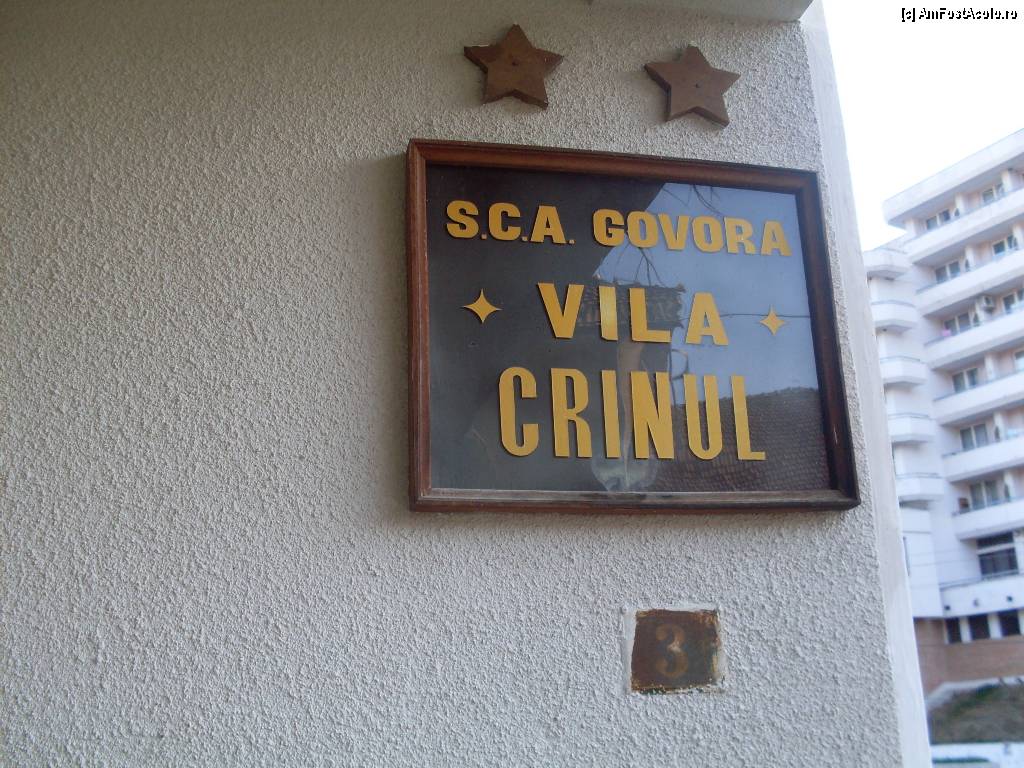 [c] AmFostAcolo.ro
S.C.A. GOVORA
VILA
CRINUL
3